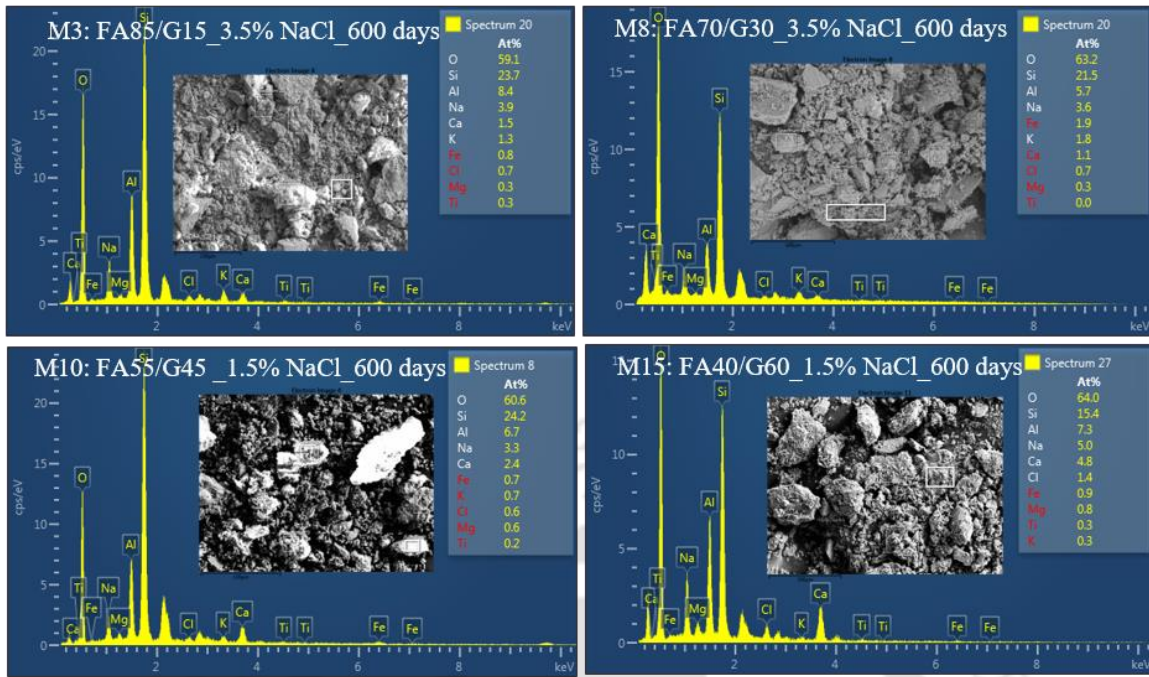 M3: FA85/G15_3.5% NaCl_600 days
Spectrum 20
At%
O 59.1
Si 23.7
Al 8.4
Na 3.9
Ca 1.5
K 1.3
Fe 0.8
Cl 0.7
Mg 0.3
Ti 0.3
Si
O
Al
Na
Ti
Ca
Fe
Mg
Cl
K
Ca
Ti
Ti
Fe
Fe
cps/eV
20
15
10
5
0
2
4
6
8
keV
Electron Image 8
M8: FA70/G30_3.5% NaCl_600 days
Spectrum 20
At%
O 63.2
Si 21.5
Al 5.7
Na 3.6
Fe 1.9
K 1.8
Ca 1.1
Cl 0.7
Mg 0.3
Ti 0.0
O
Si
Al
Ca
Ti
Na
Fe
Mg
Cl
K
Ca
Ti
Ti
Fe
Fe
cps/eV
15
10
5
0
2
4
6
8
keV
M10: FA55/G45 _1.5% NaCl_600 days
Spectrum 8
At%
O 60.6
Si 24.2
Al 6.7
Na 3.3
Ca 2.4
Fe 0.7
K 0.7
Cl 0.6
Mg 0.6
Ti 0.2
Si
O
Al
Ti
Na
Fe
Mg
Ca
Cl
K
Ca
Ti
Ti
Fe
Fe
cps/eV
20
15
10
5
0
2
4
6
8
keV
M15: FA40/G60_1.5% NaCl_600 days
Spectrum 27
At%
O 64.0
Si 15.4
Al 7.3
Na 5.0
Ca 4.8
Cl 1.4
Fe 0.9
Mg 0.8
Ti 0.3
K 0.3
O
Si
Al
Na
Ti
Ca
Fe
Mg
Cl
K
Ca
Ti
Ti
Fe
Fe
cps/eV
10
5
0
2
4
6
8
keV